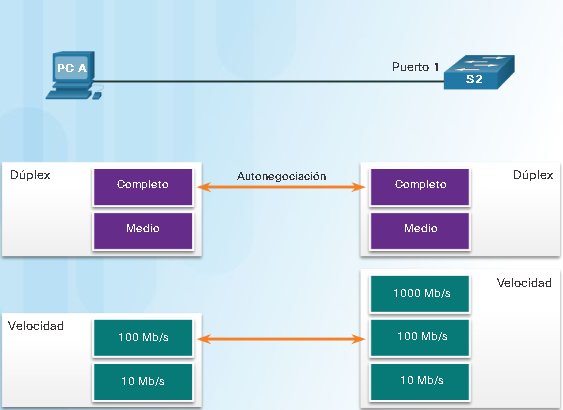 PC A
Puerto 1
S2
Dúplex
Completo
Autonegociación
Completo
Dúplex
Medio
Medio
1000 Mb/s
Velocidad
Velocidad
100 Mb/s
100 Mb/s
10 Mb/s
10 Mb/s